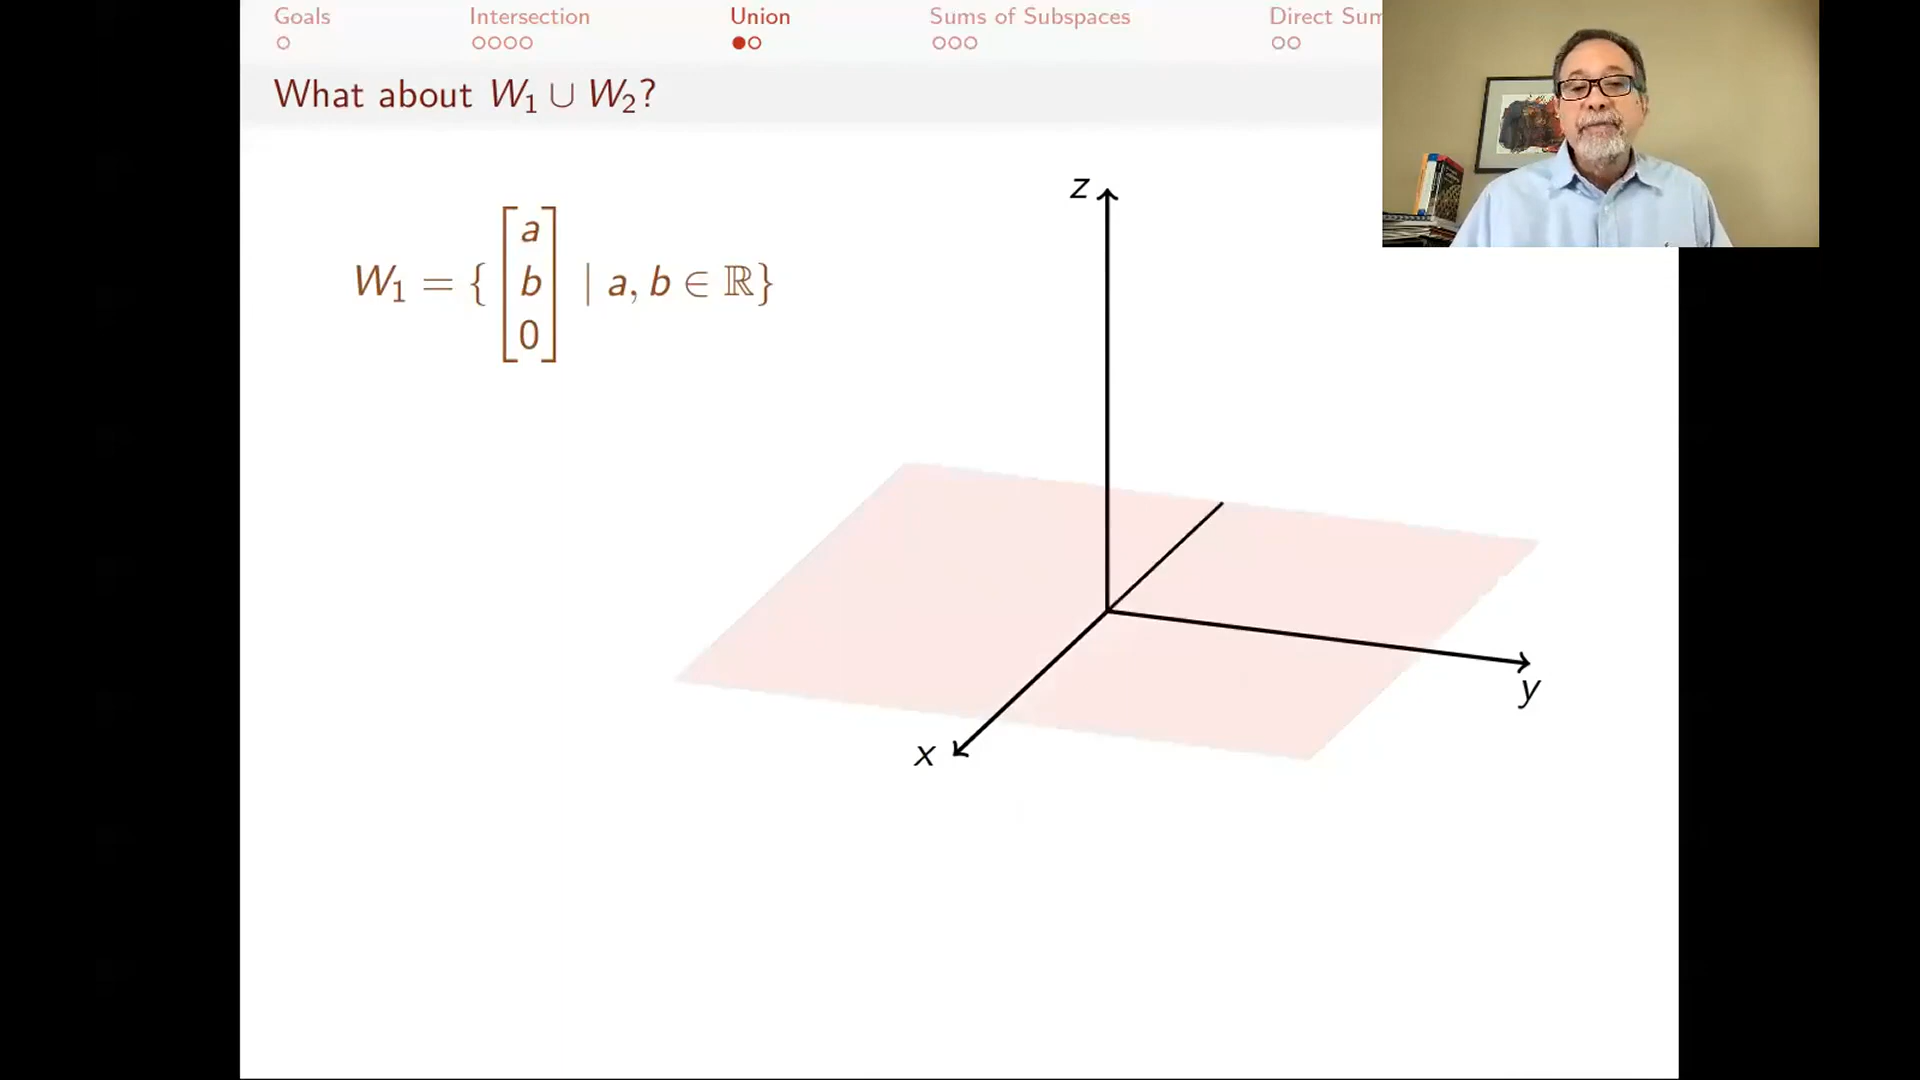 Goals Intersection Union Sums of Subspaces Direct Sum
What about W₁ ∪ W₂?
W₁ = { [a b 0] | a, b ∈ ℝ}
z
y
x